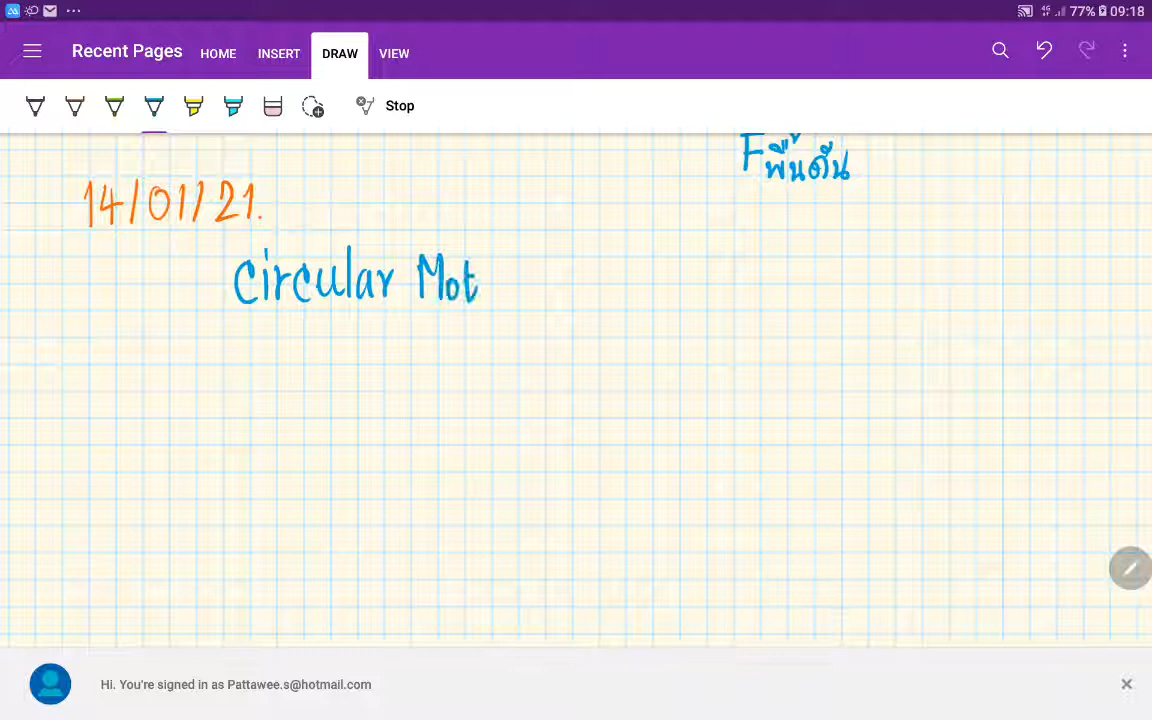 77% 09:18
Recent Pages HOME INSERT DRAW VIEW
Stop
Fพื้นดัน
14/01/21.
Circular Mot
Hi. You're signed in as Pattawee.s@hotmail.com